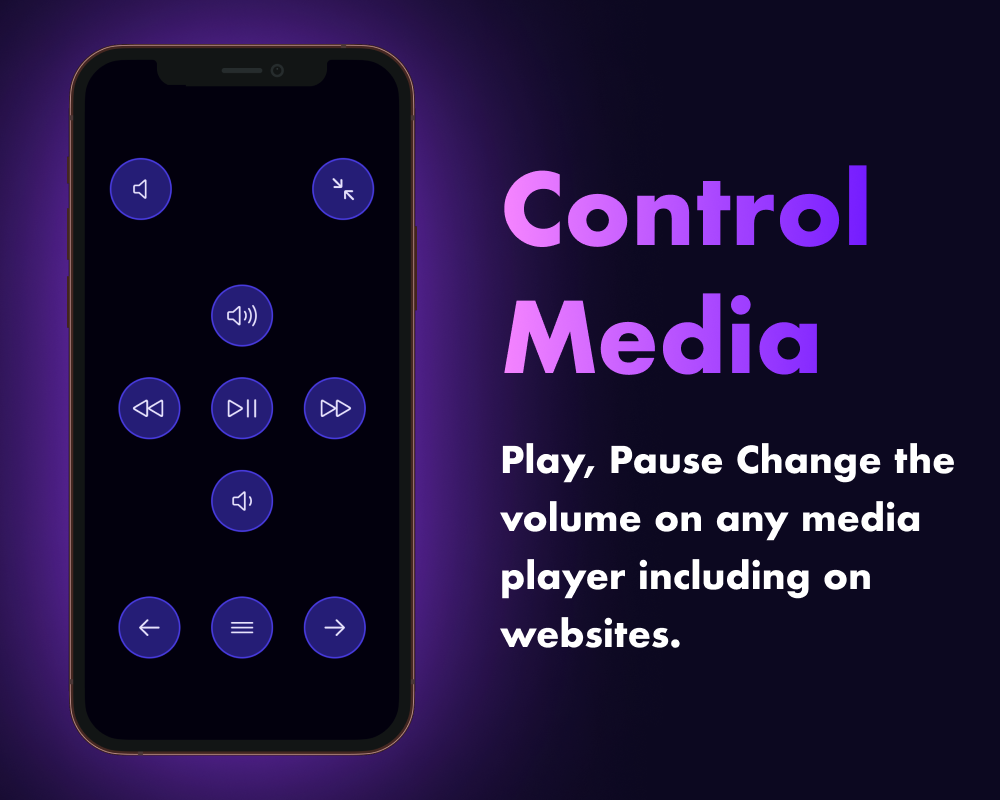 Control
Media
Play, Pause Change the
volume on any media
player including on
websites.